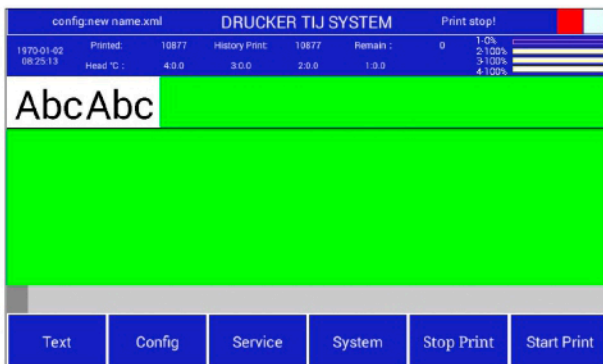 config:new name.xml DRUCKER TIJ SYSTEM Print stop!
1970-01-02 08:25:13
Printed: 10877 History Print: 10877 Remain : 0
Head °C : 4:0.0 3:0.0 2:0.0 1:0.0
1-0%
2-100%
3-100%
4-100%
AbcAbc
Text Config Service System Stop Print Start Print